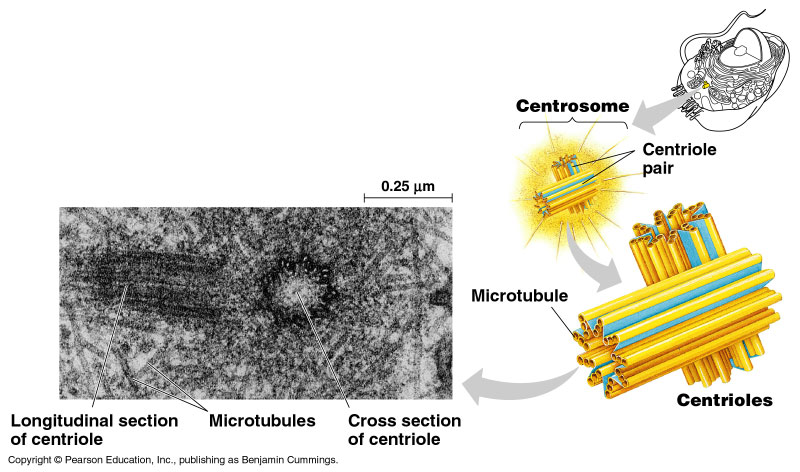 Centrosome
Centriole
pair
0.25 μm
Microtubule
Centrioles
Longitudinal section
of centriole
Microtubules
Cross section
of centriole
Copyright © Pearson Education, Inc., publishing as Benjamin Cummings.